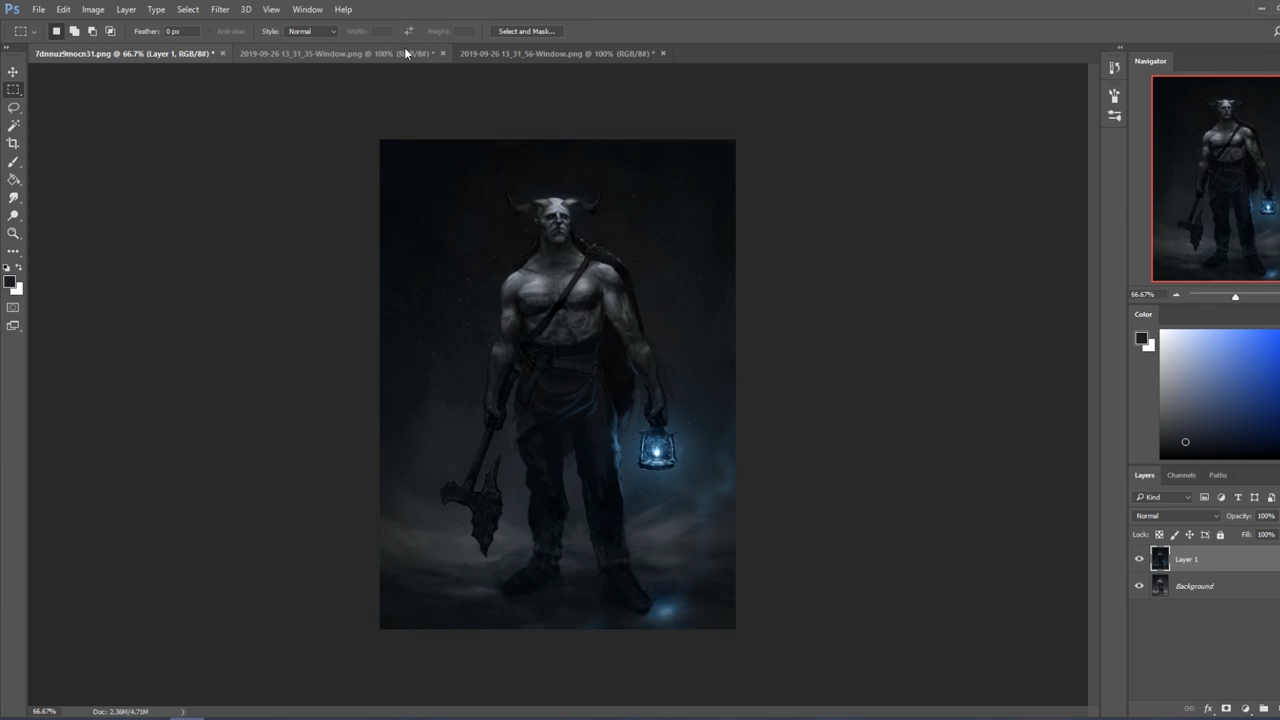 Ps File Edit Image Layer Type Select Filter 3D View Window Help
Feather: 0 px Anti-alias Style: Normal Width: Height: Select and Mask...
7dnnuz9mocn31.png @ 66.7% (Layer 1, RGB/8#) * × 2019-09-26 13_31_35-Window.png @ 100% (RGB/8#) * × 2019-09-26 13_31_56-Window.png @ 100% (RGB/8#) * ×
Navigator
66.67%
Color
Layers Channels Paths
Kind
Normal Opacity: 100%
Lock: Fill: 100%
Layer 1
Background
fx
66.67% Doc: 2.36M/4.71M